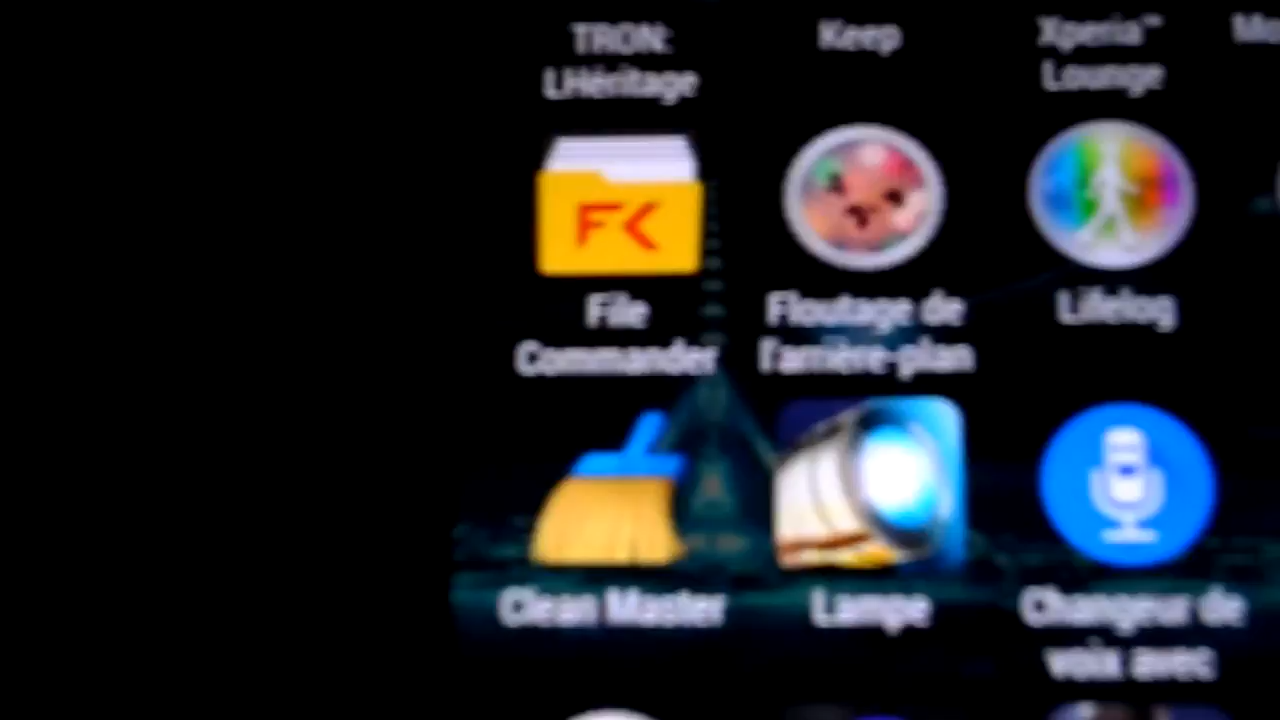 TRON:
LHéritage
Keep
Xperia™
Lounge
FC
File
Commander
Floutage de
l'arrière-plan
Lifelog
Clean Master
Lampe
Changeur de
voix avec